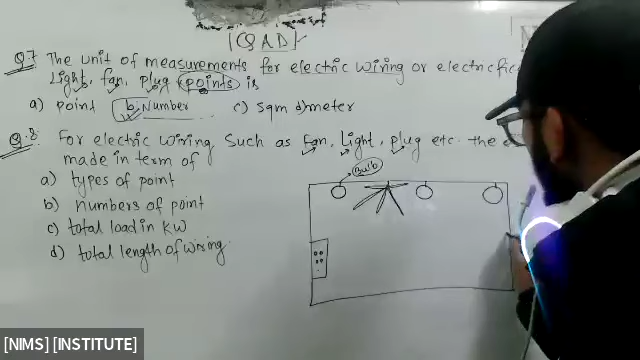 (Q A D)
Q7 The unit of measurements for electric wiring or electric
Light, fan, plug points is
a) point b. Number c) Sqm d) meter
Q.8. For electric wiring Such as fan, Light, plug etc. the
made in term of
Bulb
a) types of point
b) numbers of point
c) total load in KW
d) total length of wiring.
[NIMS] [INSTITUTE]